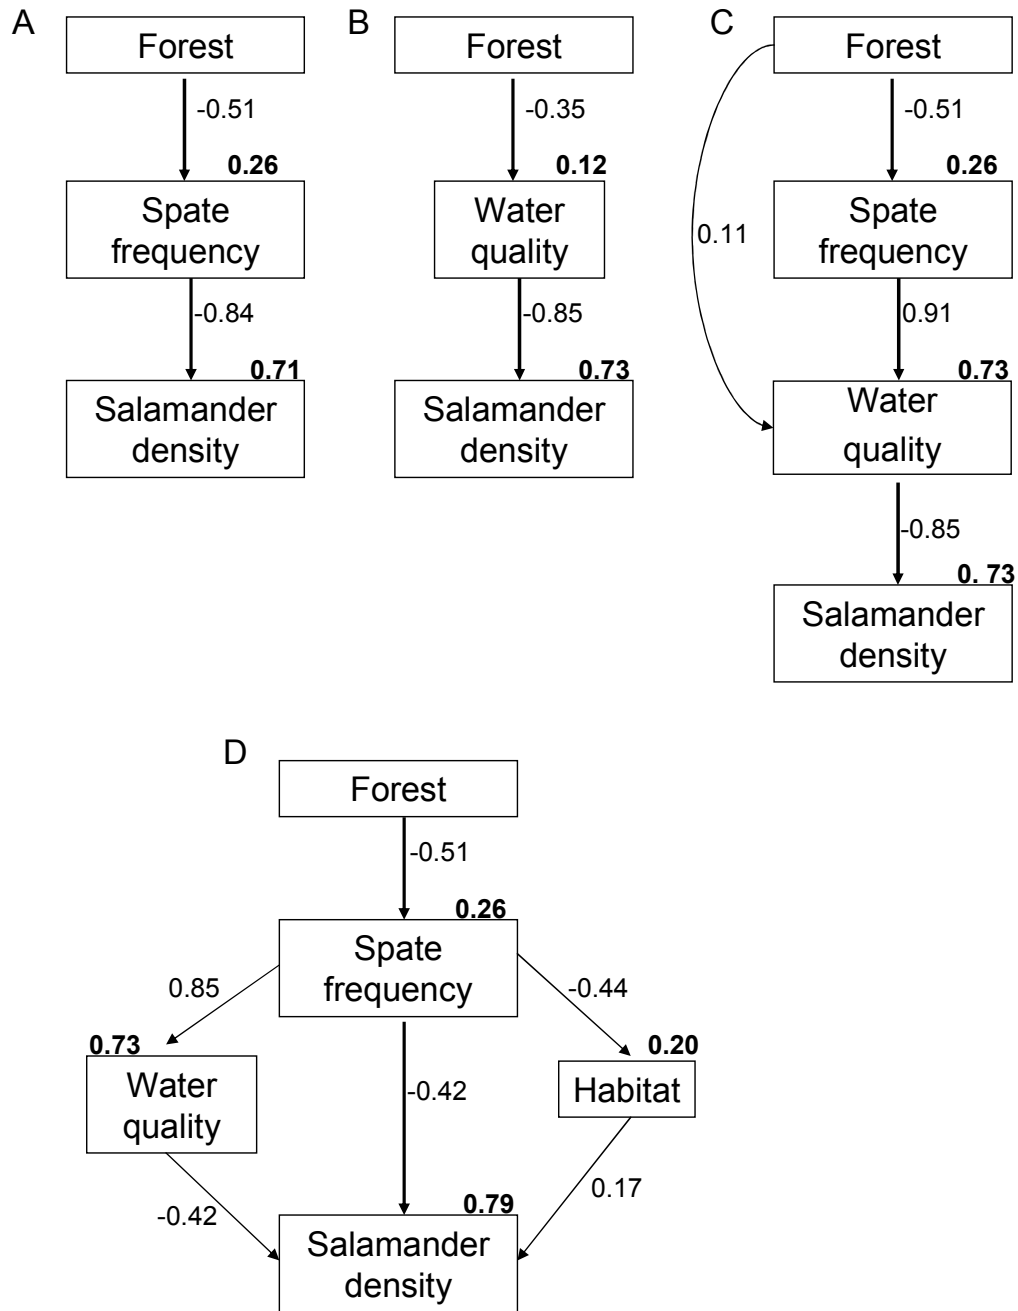 A
Forest
-0.51
0.26
Spate
frequency
-0.84
0.71
Salamander
density
B
Forest
-0.35
0.12
Water
quality
-0.85
0.73
Salamander
density
C
Forest
-0.51
0.26
Spate
frequency
0.11
0.91
0.73
Water
quality
-0.85
0. 73
Salamander
density
D
Forest
-0.51
0.26
Spate
frequency
0.85
-0.44
0.73
Water
quality
-0.42
0.20
Habitat
-0.42
0.17
0.79
Salamander
density